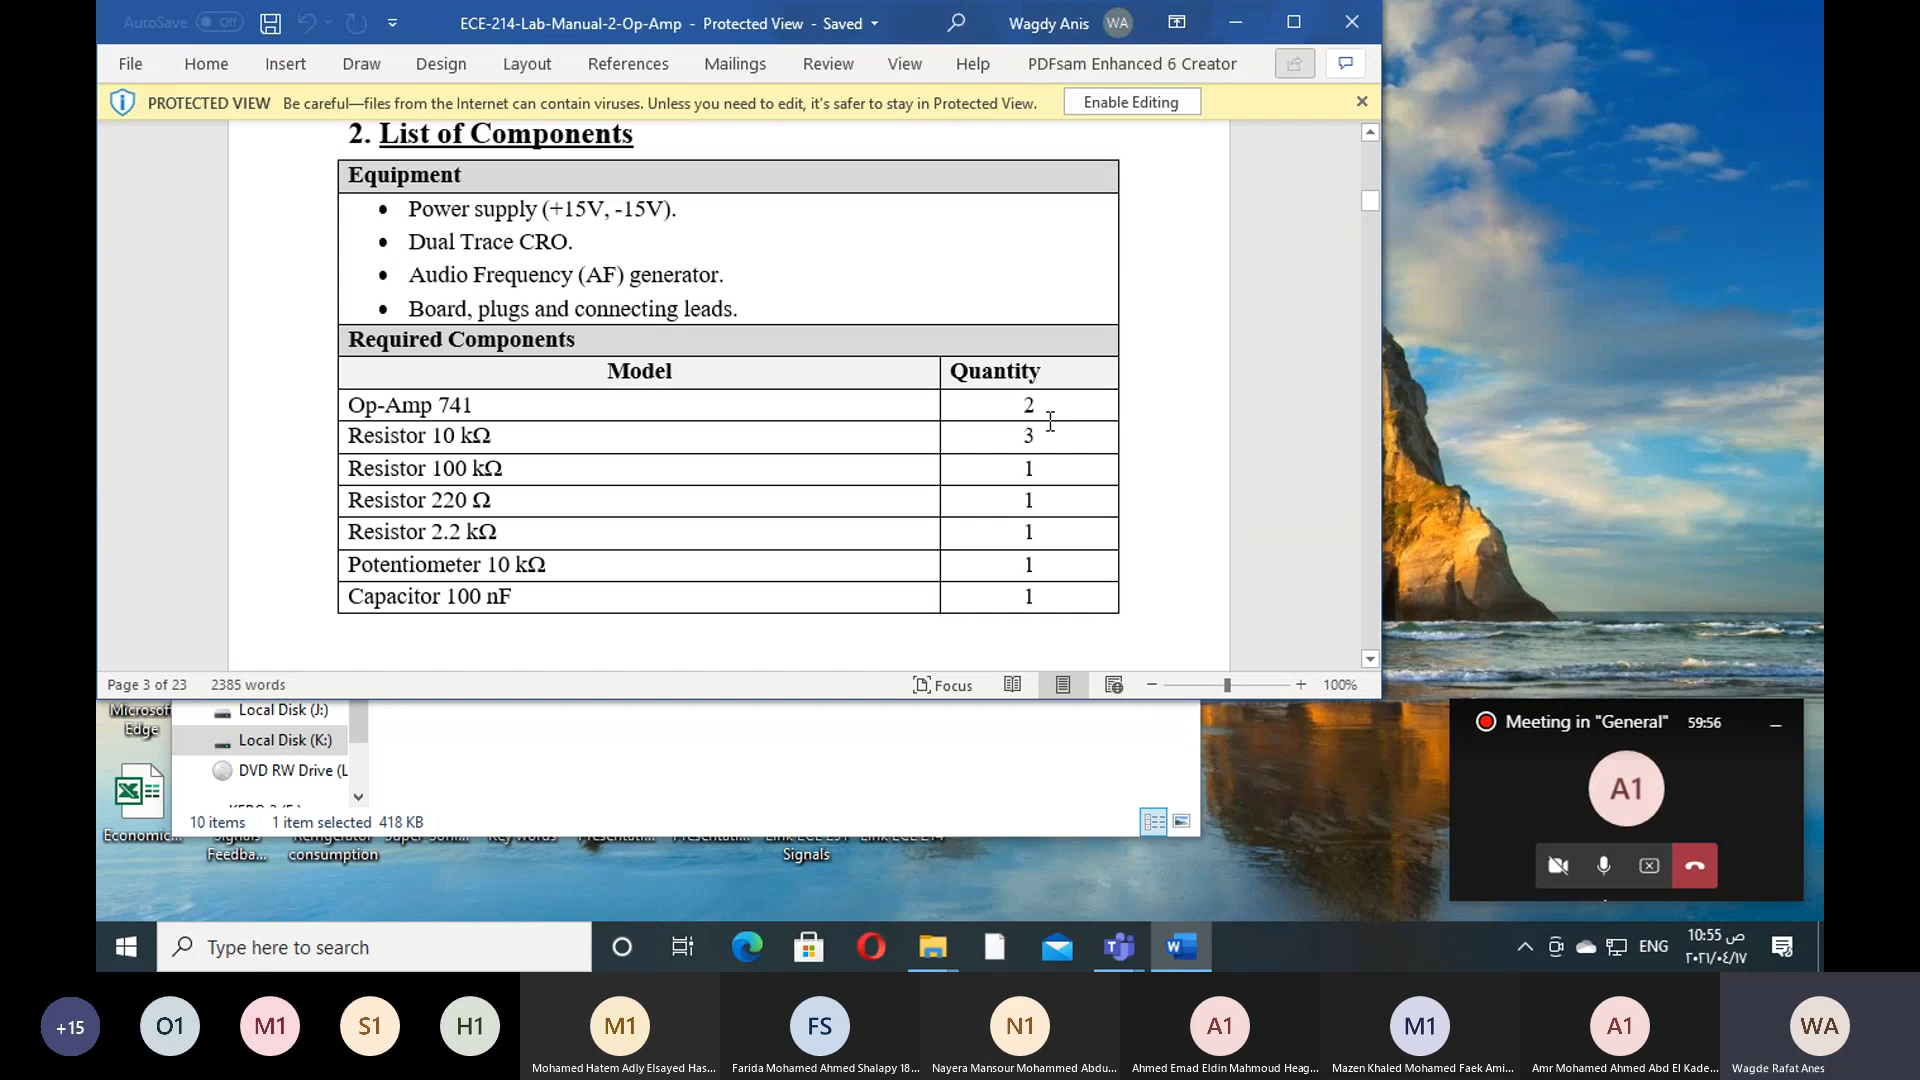 AutoSave Off
ECE-214-Lab-Manual-2-Op-Amp - Protected View - Saved
Wagdy Anis WA
File Home Insert Draw Design Layout References Mailings Review View Help PDFsam Enhanced 6 Creator
PROTECTED VIEW Be careful—files from the Internet can contain viruses. Unless you need to edit, it's safer to stay in Protected View. Enable Editing
2. List of Components
Equipment
• Power supply (+15V, -15V).
• Dual Trace CRO.
• Audio Frequency (AF) generator.
• Board, plugs and connecting leads.
Required Components
Model Quantity
Op-Amp 741 2
Resistor 10 kΩ 3
Resistor 100 kΩ 1
Resistor 220 Ω 1
Resistor 2.2 kΩ 1
Potentiometer 10 kΩ 1
Capacitor 100 nF 1
Page 3 of 23 2385 words Focus 100%
Microsoft
Edge
Local Disk (J:)
Local Disk (K:)
DVD RW Drive (L
10 items 1 item selected 418 KB
Economic...
Feedba...
consumption
Signals
Meeting in "General" 59:56
A1
Type here to search
ENG
10:55 ص
٢٠٢١/٠٤/١٧
+15 O1 M1 S1 H1 M1 FS N1 A1 M1 A1 WA
Mohamed Hatem Adly Elsayed Has...
Farida Mohamed Ahmed Shalapy 18...
Nayera Mansour Mohammed Abdu...
Ahmed Emad Eldin Mahmoud Heag...
Mazen Khaled Mohamed Faek Ami...
Amr Mohamed Ahmed Abd El Kade...
Wagde Rafat Anes